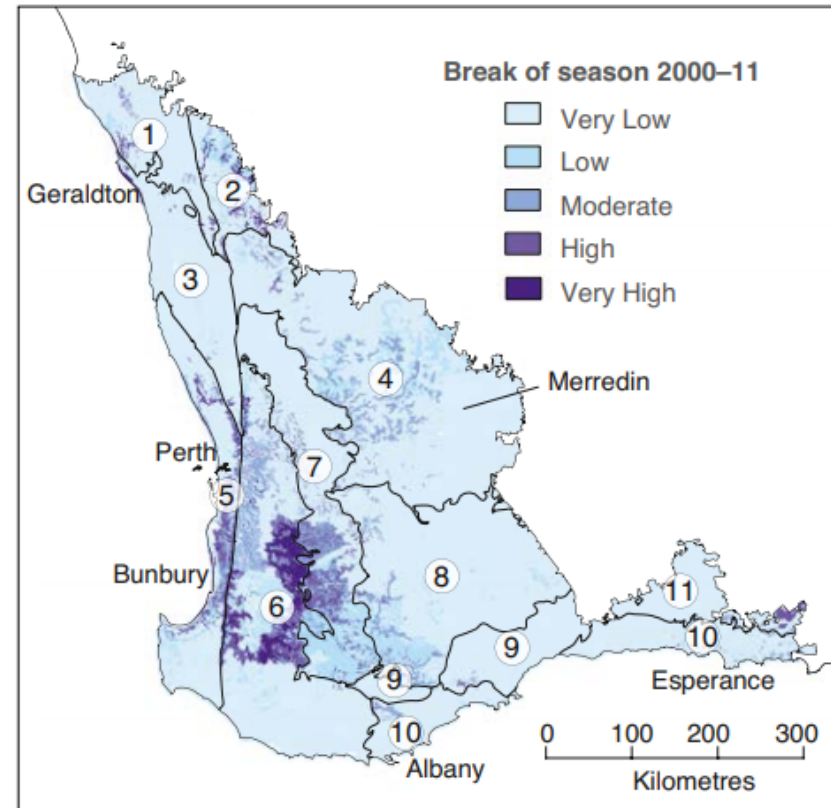 Break of season 2000–11
Very Low
Low
Moderate
High
Very High
1
Geraldton
2
3
4
Merredin
Perth
7
5
Bunbury
8
6
11
9
10
9
Esperance
10
Albany
0 100 200 300
Kilometres